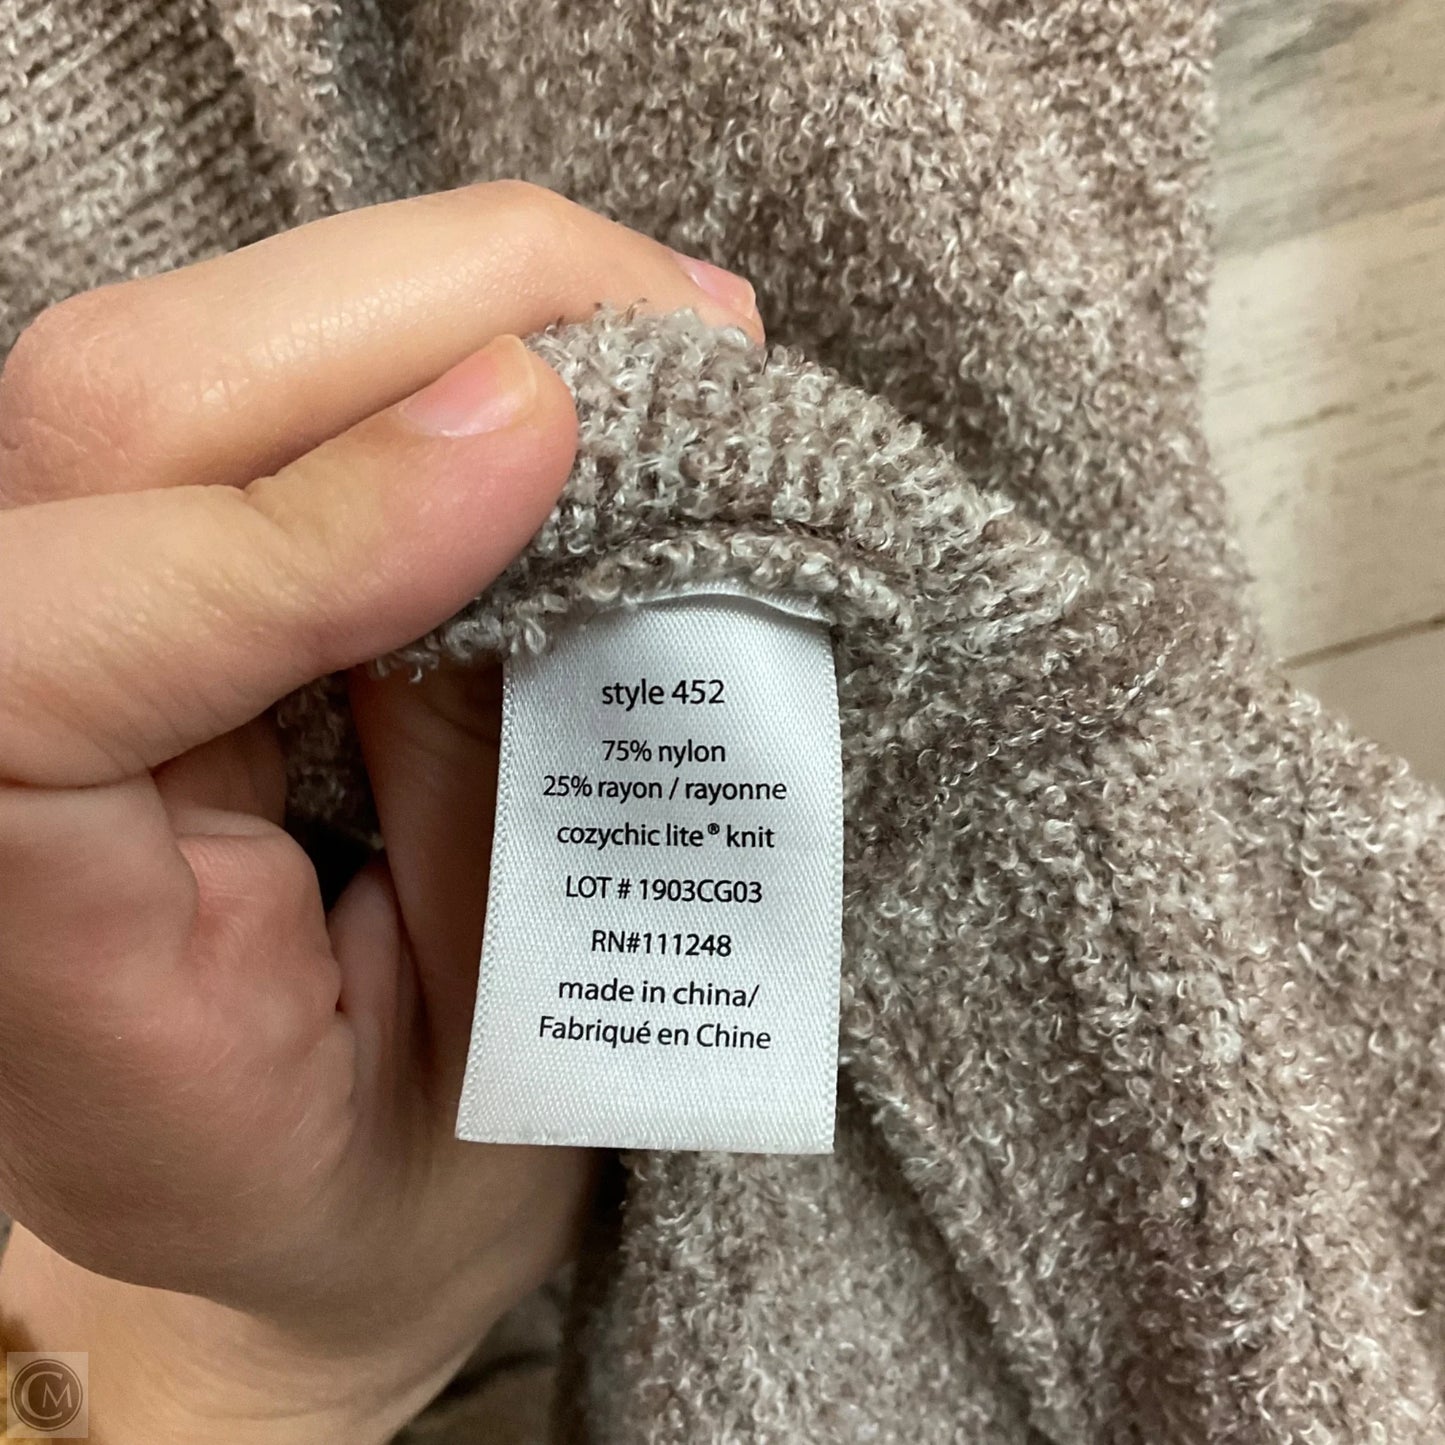 style 452
75% nylon
25% rayon / rayonne
cozychic lite® knit
LOT # 1903CG03
RN#111248
made in china/
Fabriqué en Chine
CM